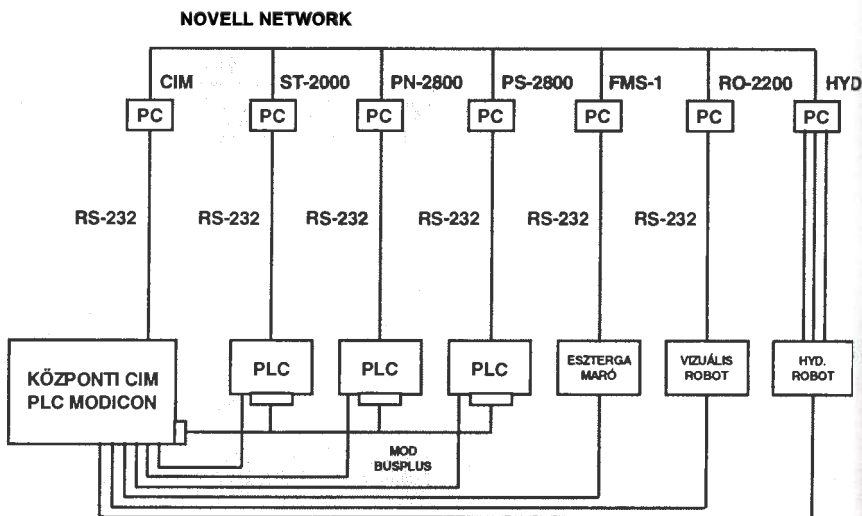 NOVELL NETWORK
CIM ST-2000 PN-2800 PS-2800 FMS-1 RO-2200 HYD
PC PC PC PC PC PC PC
RS-232 RS-232 RS-232 RS-232 RS-232 RS-232
KÖZPONTI CIM
PLC MODICON
PLC
PLC
PLC
ESZTERGA
MARÓ
VIZUÁLIS
ROBOT
HYD.
ROBOT
MOD
BUSPLUS